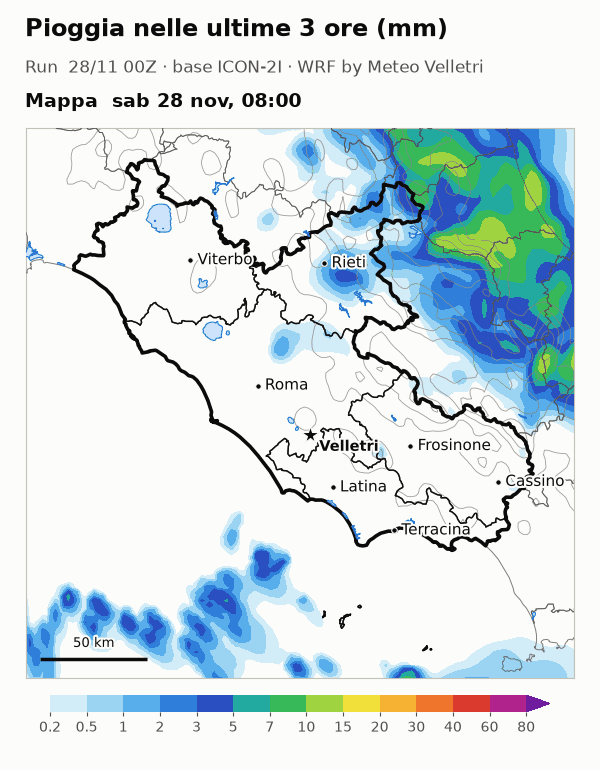 Pioggia nelle ultime 3 ore (mm)
Run  28/11 00Z · base ICON-2I · WRF by Meteo Velletri
Mappa  sab 28 nov, 08:00
Viterbo
Rieti
Roma
Velletri
Frosinone
Latina
Cassino
Terracina
50 km
0.2 0.5 1 2 3 5 7 10 15 20 30 40 60 80